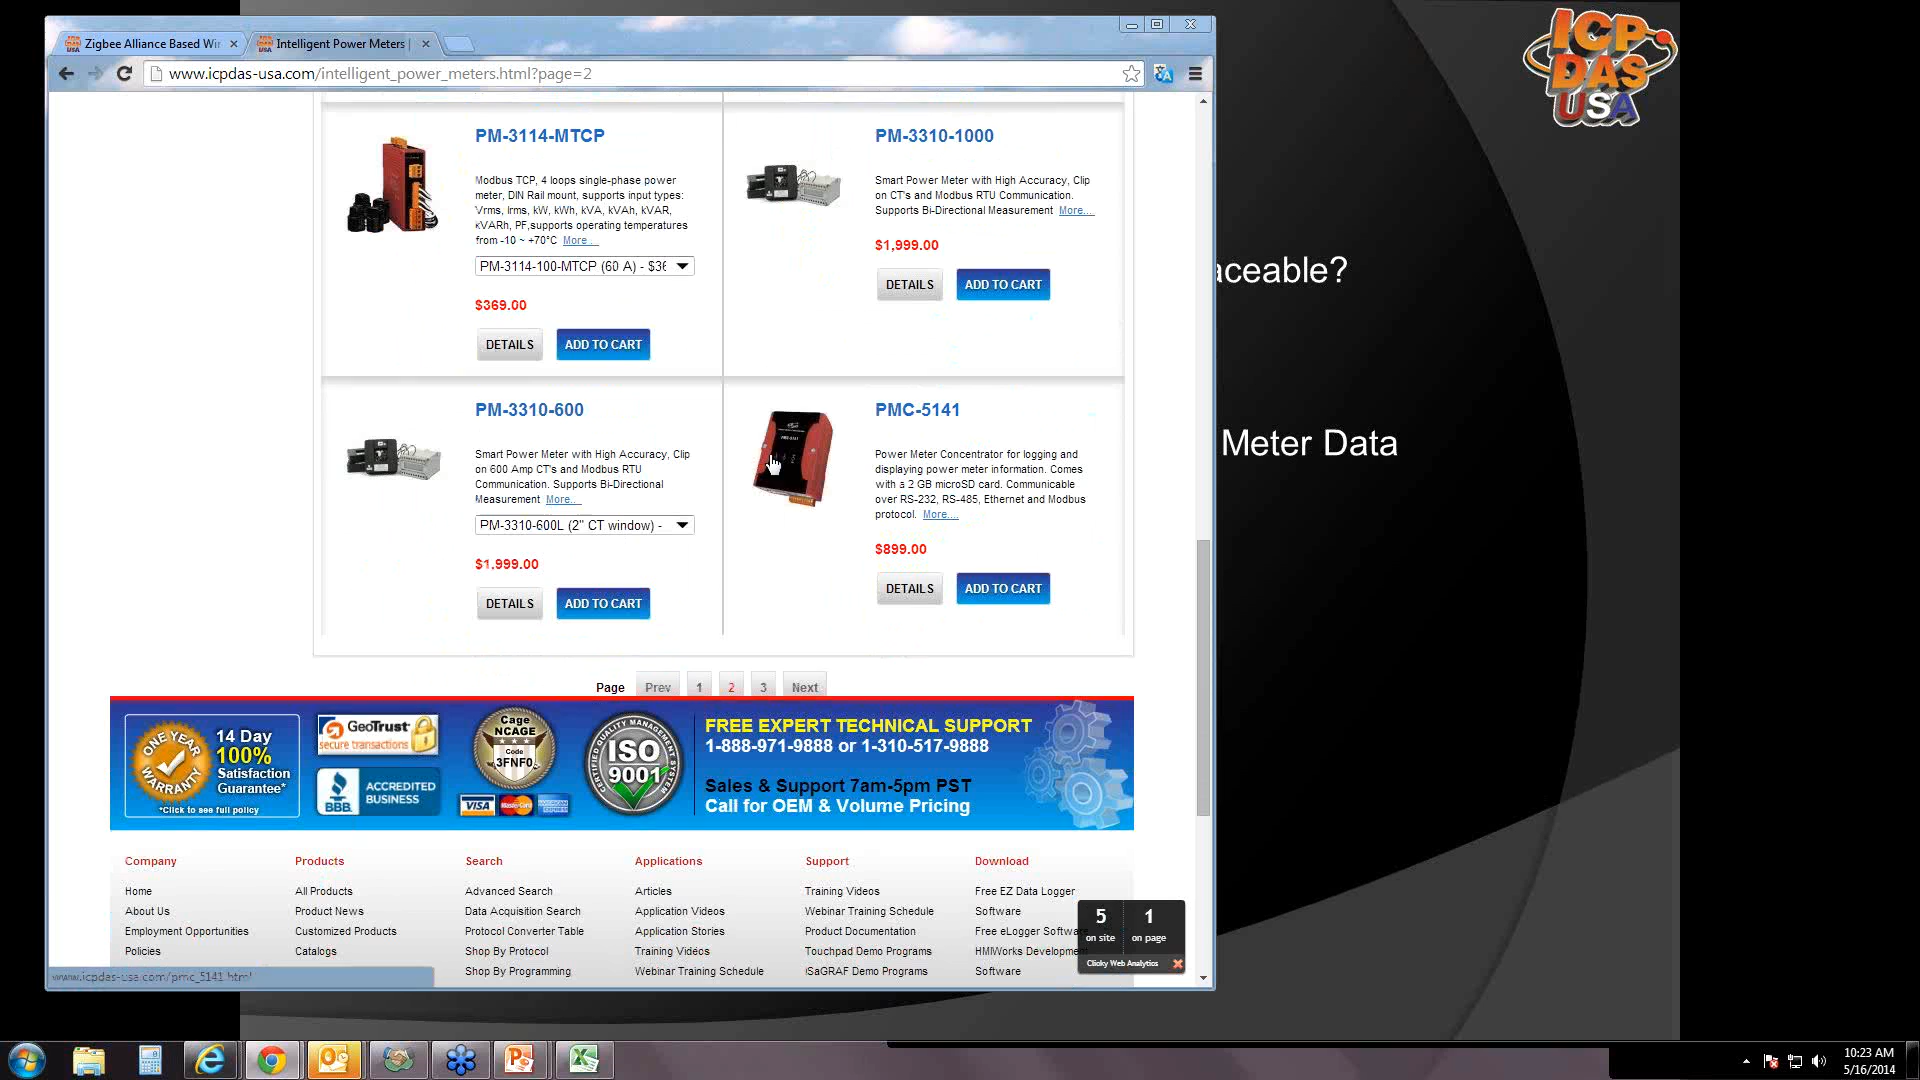 Zigbee Alliance Based Wir
Intelligent Power Meters |
www.icpdas-usa.com/intelligent_power_meters.html?page=2
ICP
DAS
USA
PM-3114-MTCP
Modbus TCP, 4 loops single-phase power
meter, DIN Rail mount, supports input types:
Vrms, Irms, kW, kWh, kVA, kVAh, kVAR,
kVARh, PF,supports operating temperatures
from -10 ~ +70°C More....
PM-3114-100-MTCP (60 A) - $36
$369.00
DETAILS
ADD TO CART
PM-3310-1000
Smart Power Meter with High Accuracy, Clip
on CT's and Modbus RTU Communication.
Supports Bi-Directional Measurement More....
$1,999.00
DETAILS
ADD TO CART
PM-3310-600
Smart Power Meter with High Accuracy, Clip
on 600 Amp CT's and Modbus RTU
Communication. Supports Bi-Directional
Measurement More....
PM-3310-600L (2" CT window) -
$1,999.00
DETAILS
ADD TO CART
PMC-5141
Power Meter Concentrator for logging and
displaying power meter information. Comes
with a 2 GB microSD card. Communicable
over RS-232, RS-485, Ethernet and Modbus
protocol. More....
$899.00
DETAILS
ADD TO CART
aceable?
Meter Data
Page Prev 1 2 3 Next
ONE YEAR
WARRANTY
14 Day
100%
Satisfaction
Guarantee*
*Click to see full policy
GeoTrust
secure transactions
BBB.
ACCREDITED
BUSINESS
Cage
NCAGE
Code
3FNF0
VISA MasterCard
CERTIFIED QUALITY MANAGEMENT SYSTEM
ISO
9001
FREE EXPERT TECHNICAL SUPPORT
1-888-971-9888 or 1-310-517-9888
Sales & Support 7am-5pm PST
Call for OEM & Volume Pricing
Company
Home
About Us
Employment Opportunities
Policies
Products
All Products
Product News
Customized Products
Catalogs
Search
Advanced Search
Data Acquisition Search
Protocol Converter Table
Shop By Protocol
Shop By Programming
Applications
Articles
Application Videos
Application Stories
Training Videos
Webinar Training Schedule
Support
Training Videos
Webinar Training Schedule
Product Documentation
Touchpad Demo Programs
ISaGRAF Demo Programs
Download
Free EZ Data Logger
Software
Free eLogger Software
HMIWorks Development
Software
5 1
on site on page
Clicky Web Analytics
www.icpdas-usa.com/pmc_5141.html
10:23 AM
5/16/2014